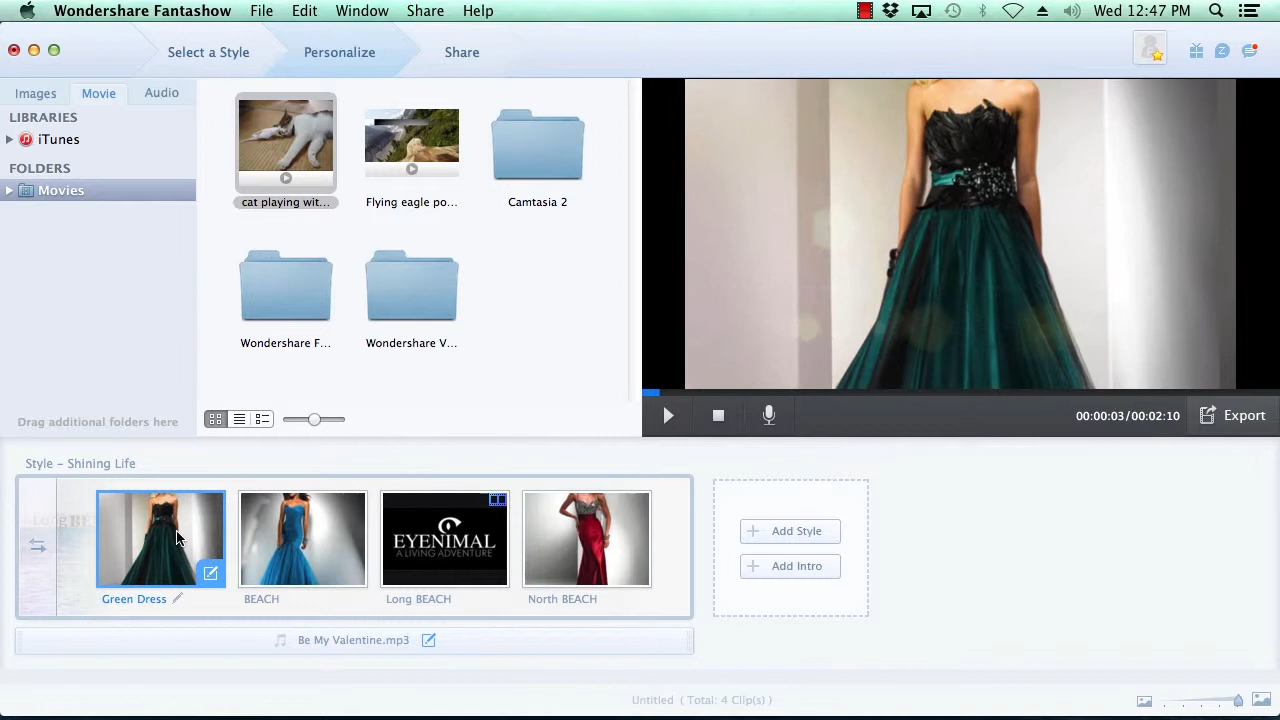 Wondershare Fantashow File Edit Window Share Help Wed 12:47 PM
Select a Style Personalize Share
Images Movie Audio
LIBRARIES
iTunes
FOLDERS
Movies
Drag additional folders here
cat playing wit...
Flying eagle po...
Camtasia 2
Wondershare F...
Wondershare V...
00:00:03/00:02:10 Export
Style – Shining Life
EYENIMAL
A LIVING ADVENTURE
Green Dress
BEACH
Long BEACH
North BEACH
Add Style
Add Intro
Be My Valentine.mp3
Untitled ( Total: 4 Clip(s) )